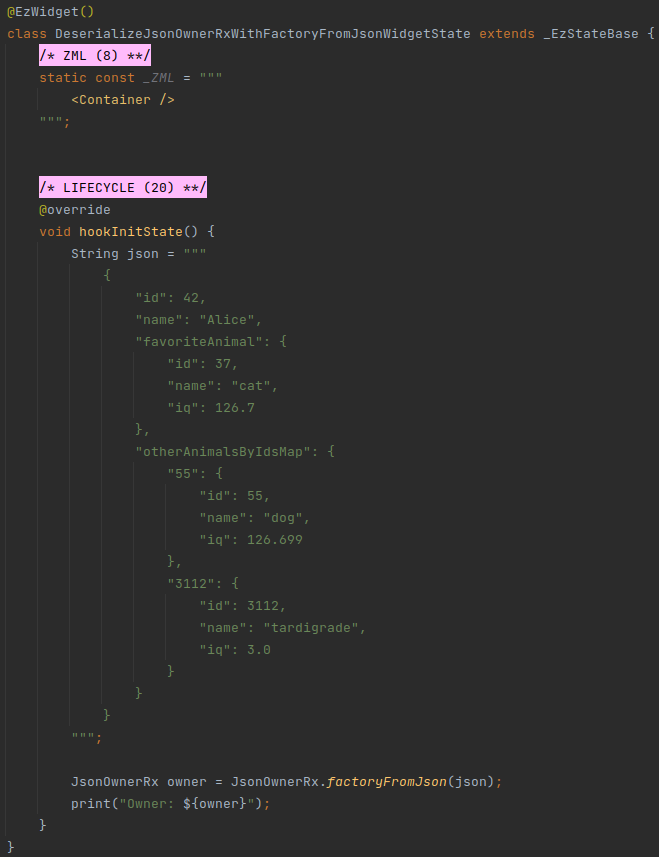 @EzWidget()
class DeserializeJsonOwnerRxWithFactoryFromJsonWidgetState extends _EzStateBase {
    /* ZML (8) **/
    static const _ZML = """
        <Container />
    """;

    /* LIFECYCLE (20) **/
    @override
    void hookInitState() {
        String json = """
            {
                "id": 42,
                "name": "Alice",
                "favoriteAnimal": {
                    "id": 37,
                    "name": "cat",
                    "iq": 126.7
                },
                "otherAnimalsByIdsMap": {
                    "55": {
                        "id": 55,
                        "name": "dog",
                        "iq": 126.699
                    },
                    "3112": {
                        "id": 3112,
                        "name": "tardigrade",
                        "iq": 3.0
                    }
                }
            }
        """;

        JsonOwnerRx owner = JsonOwnerRx.factoryFromJson(json);
        print("Owner: ${owner}");
    }
}